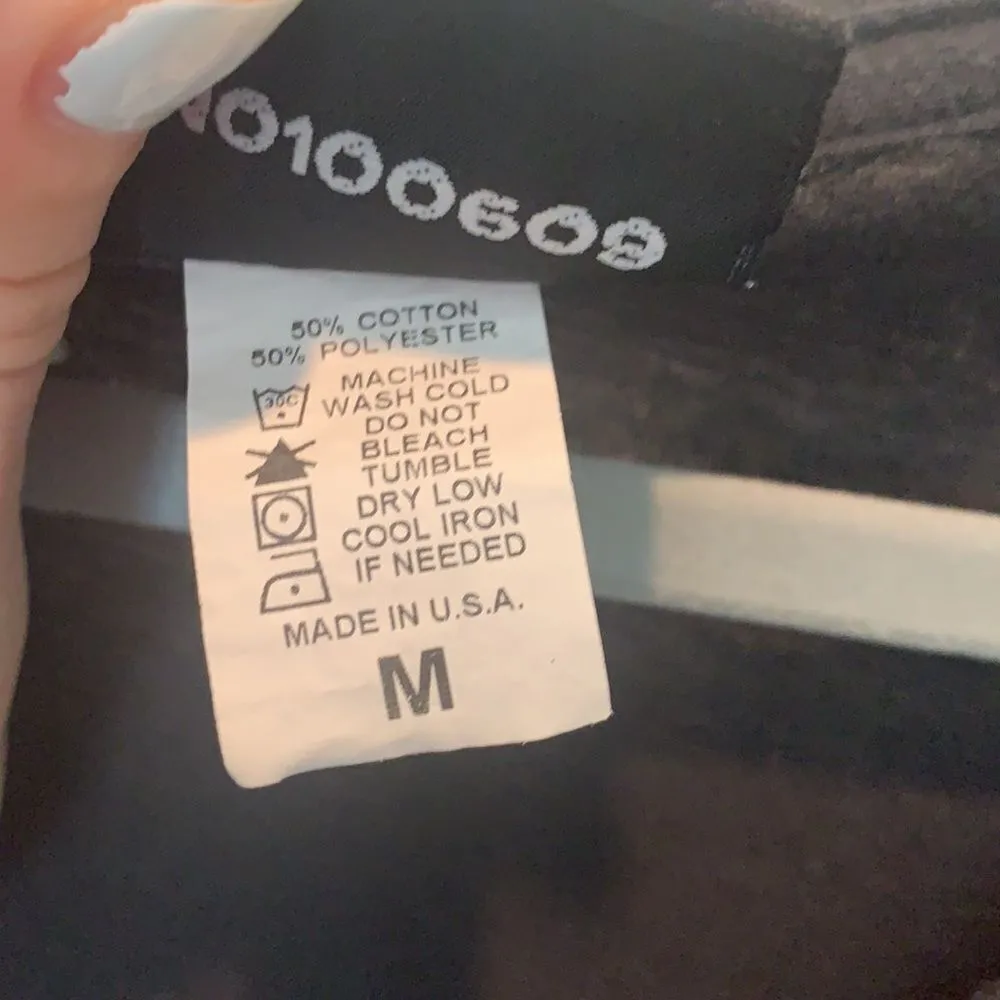 0100609
50% COTTON
50% POLYESTER
30C
MACHINE
WASH COLD
DO NOT
BLEACH
TUMBLE
DRY LOW
COOL IRON
IF NEEDED
MADE IN U.S.A.
M